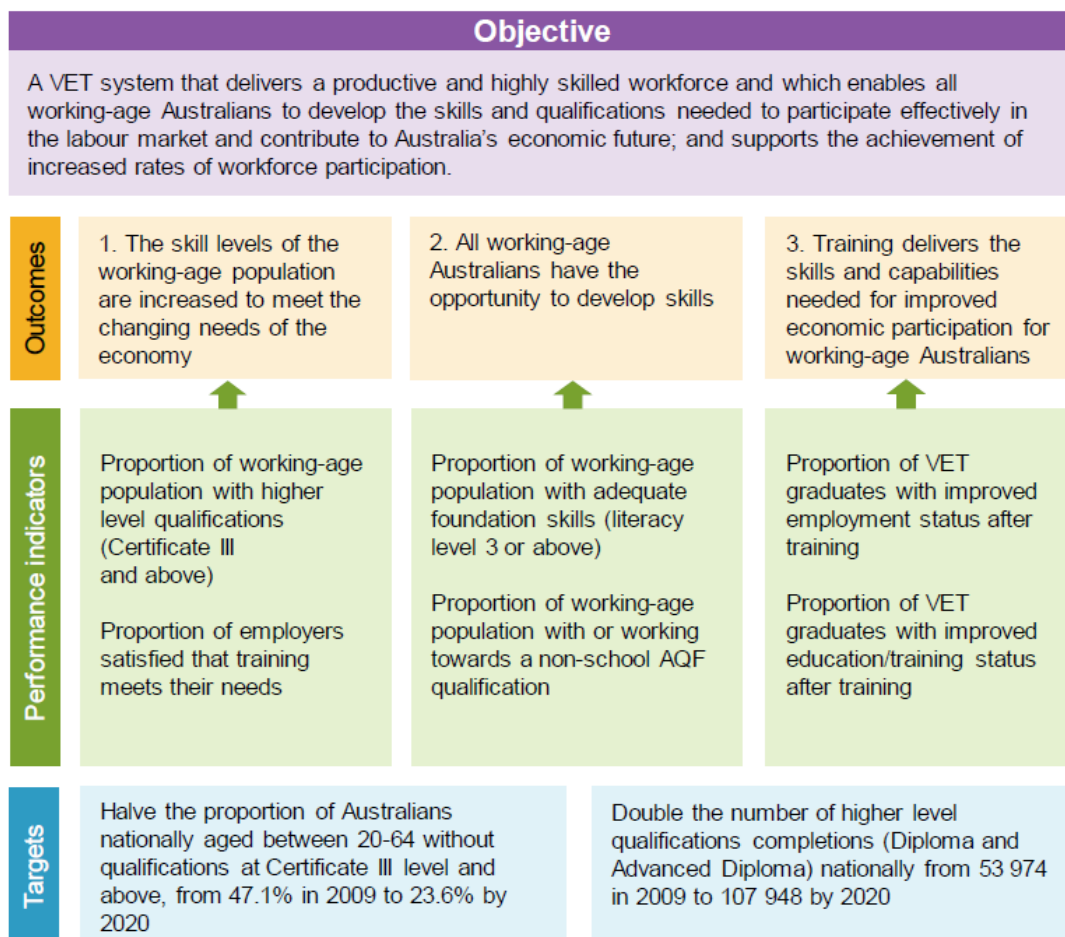 Objective
A VET system that delivers a productive and highly skilled workforce and which enables all
working-age Australians to develop the skills and qualifications needed to participate effectively in
the labour market and contribute to Australia's economic future; and supports the achievement of
increased rates of workforce participation.
Outcomes
1. The skill levels of the
working-age population
are increased to meet the
changing needs of the
economy
2. All working-age
Australians have the
opportunity to develop skills
3. Training delivers the
skills and capabilities
needed for improved
economic participation for
working-age Australians
Performance indicators
Proportion of working-age
population with higher
level qualifications
(Certificate III
and above)
Proportion of employers
satisfied that training
meets their needs
Proportion of working-age
population with adequate
foundation skills (literacy
level 3 or above)
Proportion of working-age
population with or working
towards a non-school AQF
qualification
Proportion of VET
graduates with improved
employment status after
training
Proportion of VET
graduates with improved
education/training status
after training
Targets
Halve the proportion of Australians
nationally aged between 20-64 without
qualifications at Certificate III level and
above, from 47.1% in 2009 to 23.6% by
2020
Double the number of higher level
qualifications completions (Diploma and
Advanced Diploma) nationally from 53 974
in 2009 to 107 948 by 2020